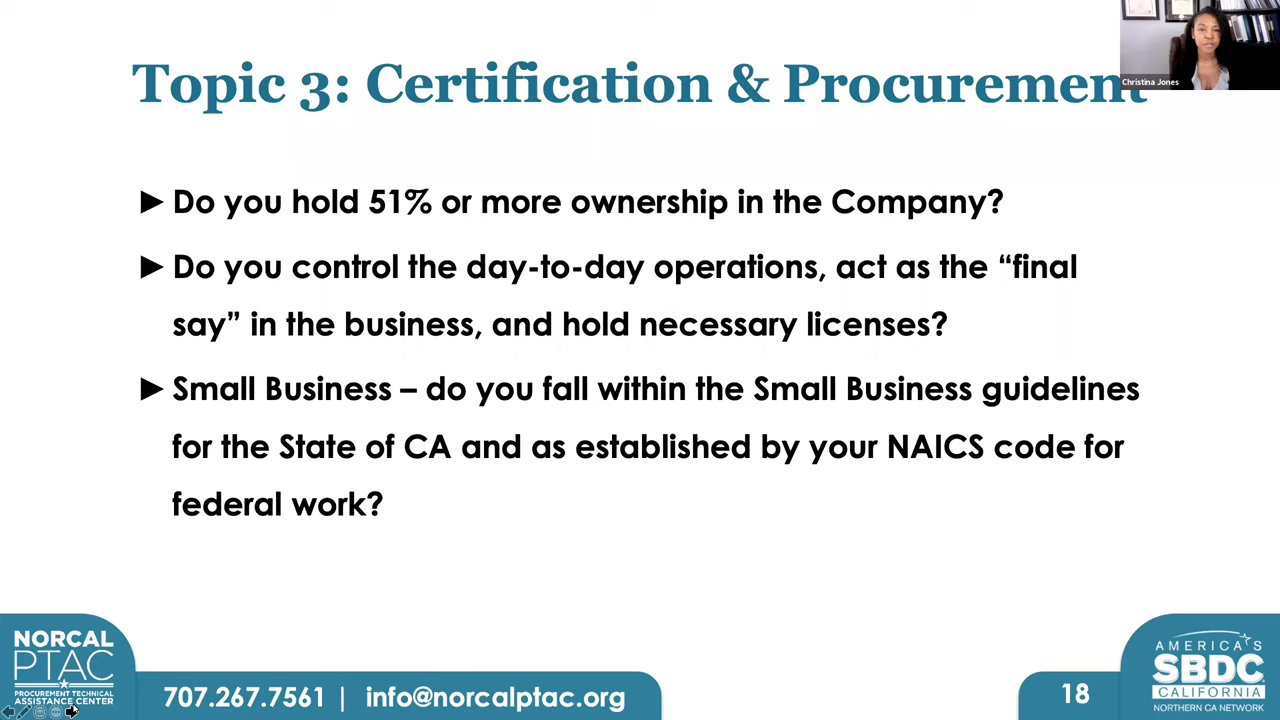 Topic 3: Certification & Procurement
Christina Jones
►Do you hold 51% or more ownership in the Company?
►Do you control the day-to-day operations, act as the “final
say” in the business, and hold necessary licenses?
►Small Business – do you fall within the Small Business guidelines
for the State of CA and as established by your NAICS code for
federal work?
NORCAL
PTAC
PROCUREMENT TECHNICAL
ASSISTANCE CENTER
707.267.7561 | info@norcalptac.org
18
AMERICA'S
SBDC
CALIFORNIA
NORTHERN CA NETWORK